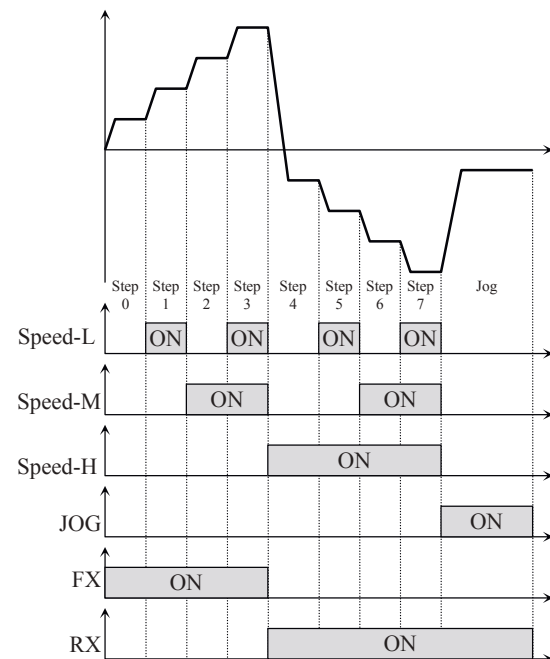 Step Step Step Step Step Step Step Step Jog
0 1 2 3 4 5 6 7
Speed-L ON ON ON ON
Speed-M ON ON
Speed-H ON
JOG ON
FX ON
RX ON